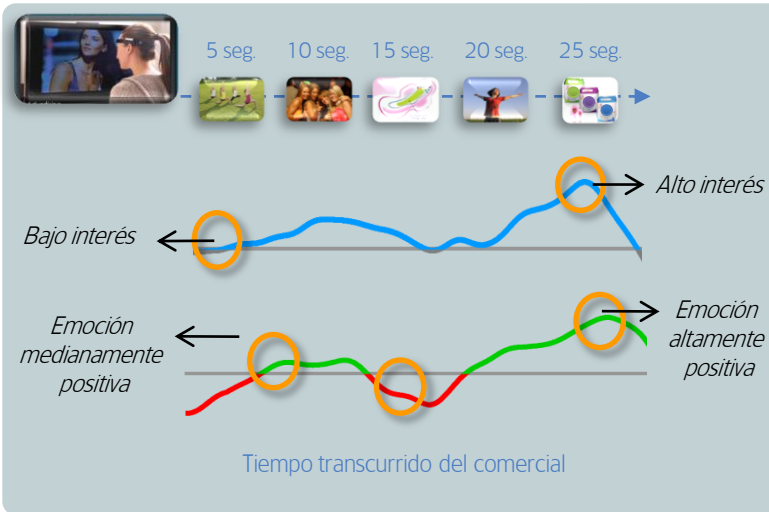 5 seg. 10 seg. 15 seg. 20 seg. 25 seg.
Alto interés
Bajo interés
Emoción
medianamente
positiva
Emoción
altamente
positiva
Tiempo transcurrido del comercial